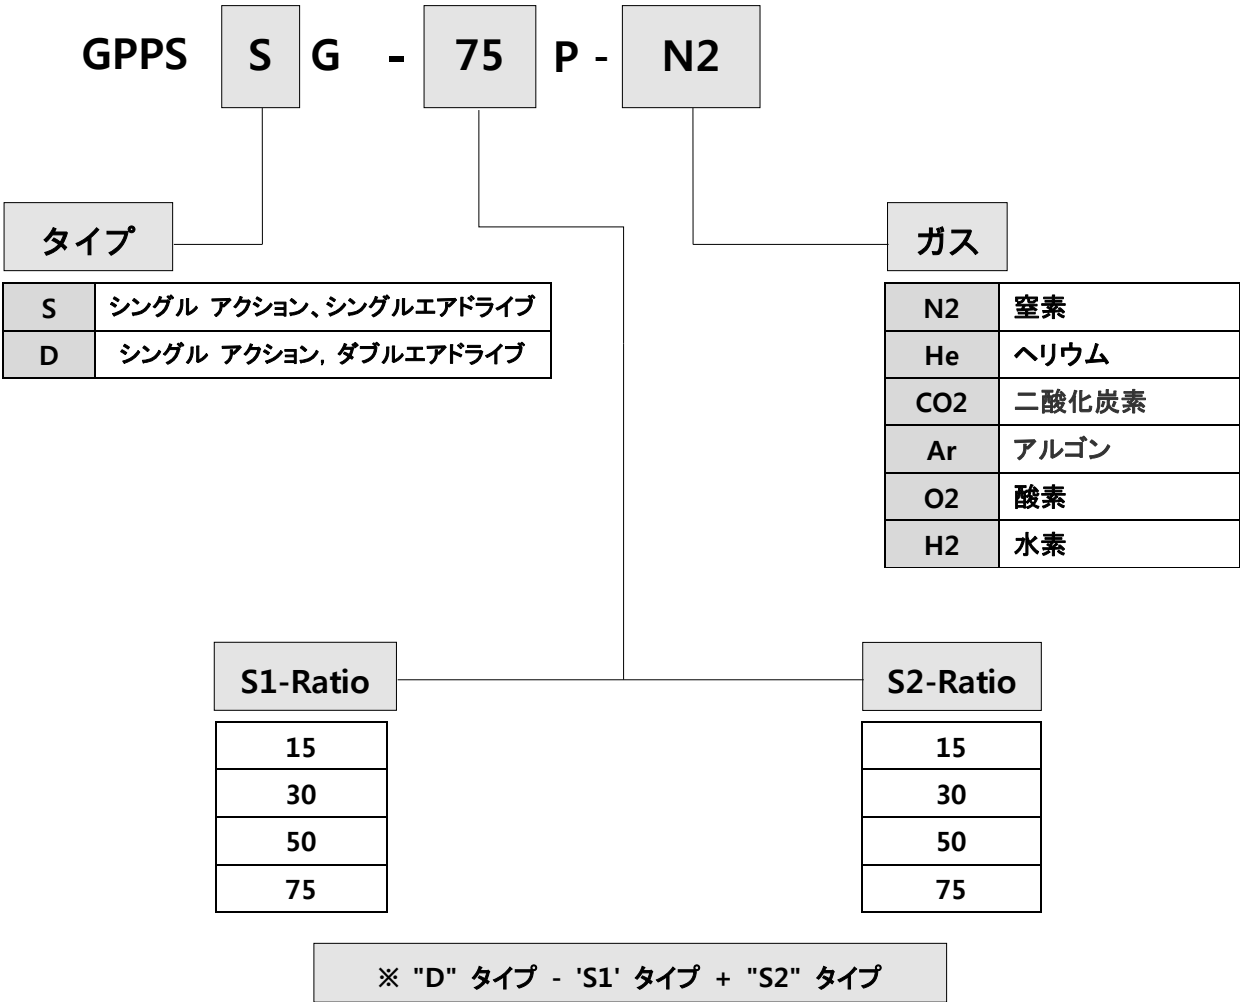 GPPS S G - 75 P - N2
タイプ
S シングル アクション、シングルエアドライブ
D シングル アクション, ダブルエアドライブ
ガス
N2 窒素
He ヘリウム
CO2 二酸化炭素
Ar アルゴン
O2 酸素
H2 水素
S1-Ratio
15
30
50
75
S2-Ratio
15
30
50
75
※ "D" タイプ - 'S1' タイプ + "S2" タイプ